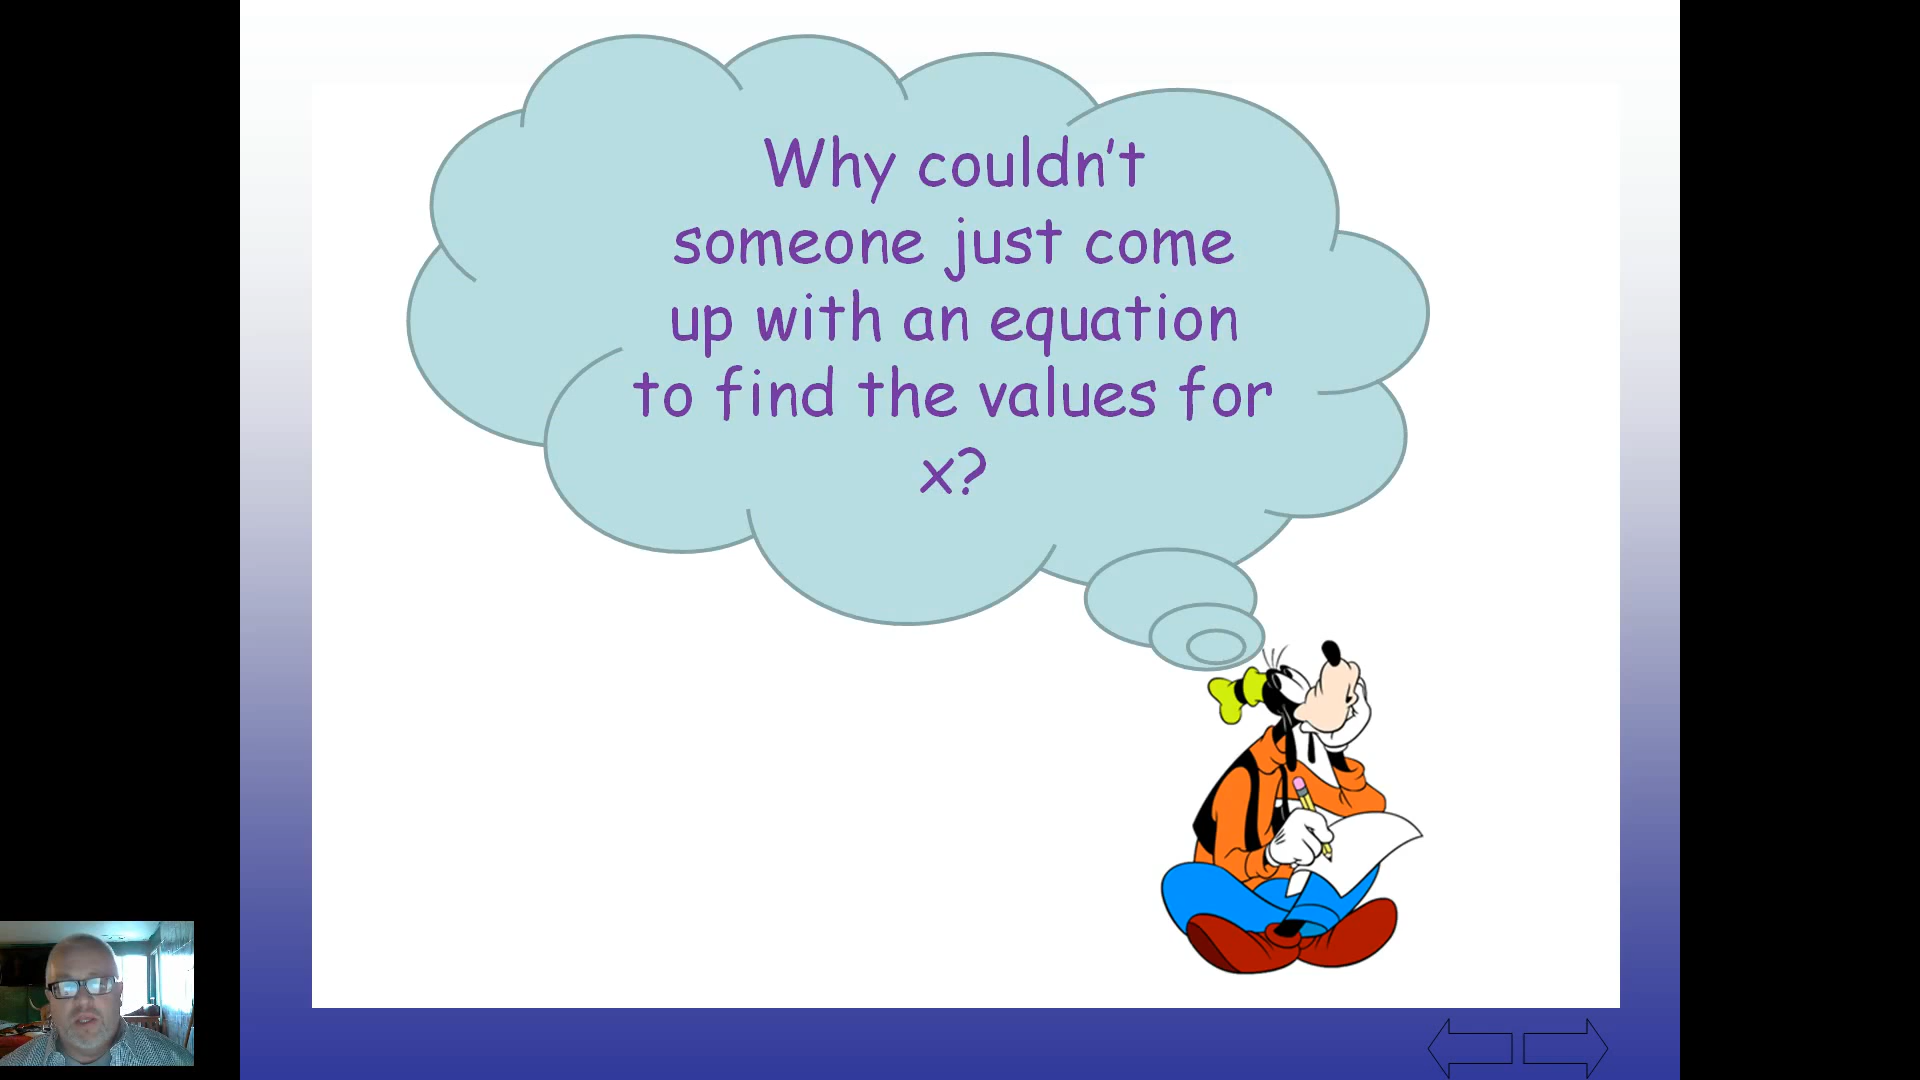 Why couldn't
someone just come
up with an equation
to find the values for
x?